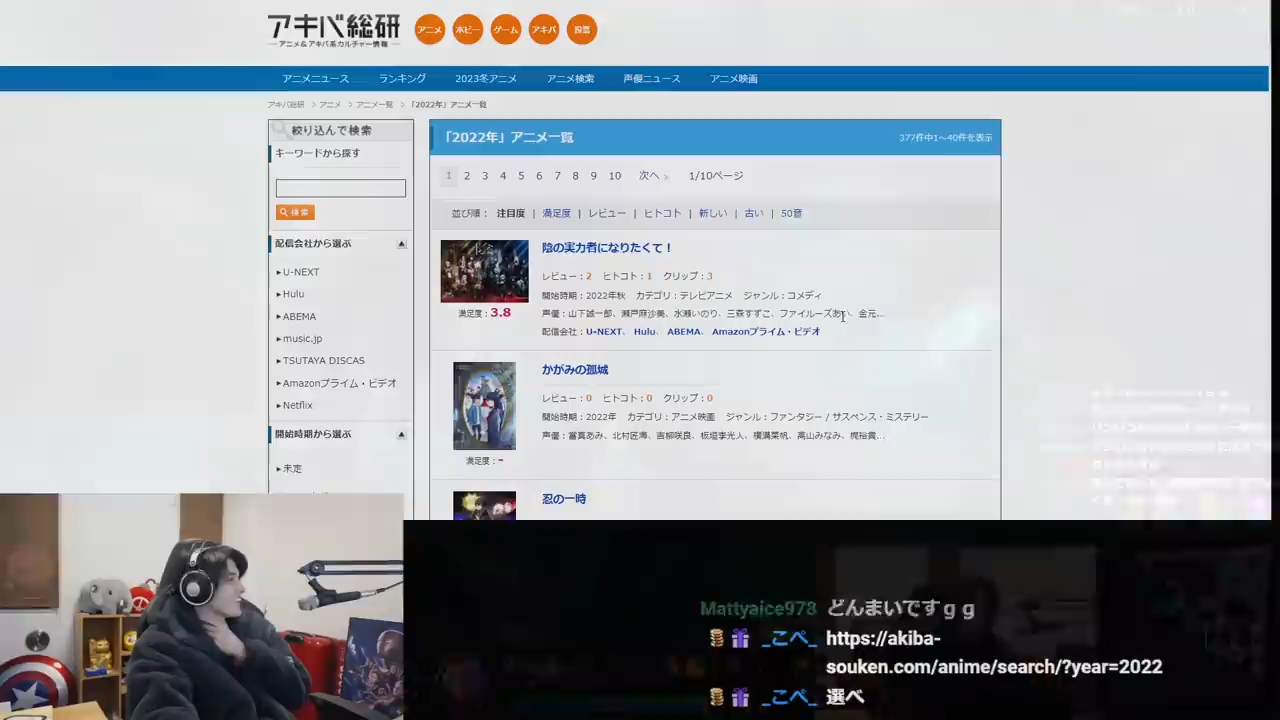 アキバ総研
アニメ&アキバ系カルチャー情報
アニメ ホビー ゲーム アキバ 投票
アニメニュース ランキング 2023冬アニメ アニメ検索 声優ニュース アニメ映画
アキバ総研 > アニメ > アニメ一覧 > 「2022年」アニメ一覧
絞り込んで検索
キーワードから探す
検索
配信会社から選ぶ ▲
▸U-NEXT
▸Hulu
▸ABEMA
▸music.jp
▸TSUTAYA DISCAS
▸Amazonプライム・ビデオ
▸Netflix
開始時期から選ぶ ▲
▸未定
「2022年」アニメ一覧 377件中1～40件を表示
1 2 3 4 5 6 7 8 9 10 次へ 1/10ページ
並び順： 注目度 | 満足度 | レビュー | ヒトコト | 新しい | 古い | 50音
陰の実力者になりたくて！
レビュー：2 ヒトコト：1 クリップ：3
開始時期：2022年秋 カテゴリ：テレビアニメ ジャンル：コメディ
声優：山下誠一郎、瀬戸麻沙美、水瀬いのり、三森すずこ、ファイルーズあい、金元...
配信会社：U-NEXT、 Hulu、 ABEMA、 Amazonプライム・ビデオ
満足度：3.8
かがみの孤城
レビュー：0 ヒトコト：0 クリップ：0
開始時期：2022年 カテゴリ：アニメ映画 ジャンル：ファンタジー / サスペンス・ミステリー
声優：當真あみ、北村匠海、吉柳咲良、板垣李光人、横溝菜帆、高山みなみ、梶裕貴...
満足度：-
忍の一時
Mattyaice978 どんまいですｇｇ
_こぺ_ https://akiba-
souken.com/anime/search/?year=2022
_こぺ_ 選べ